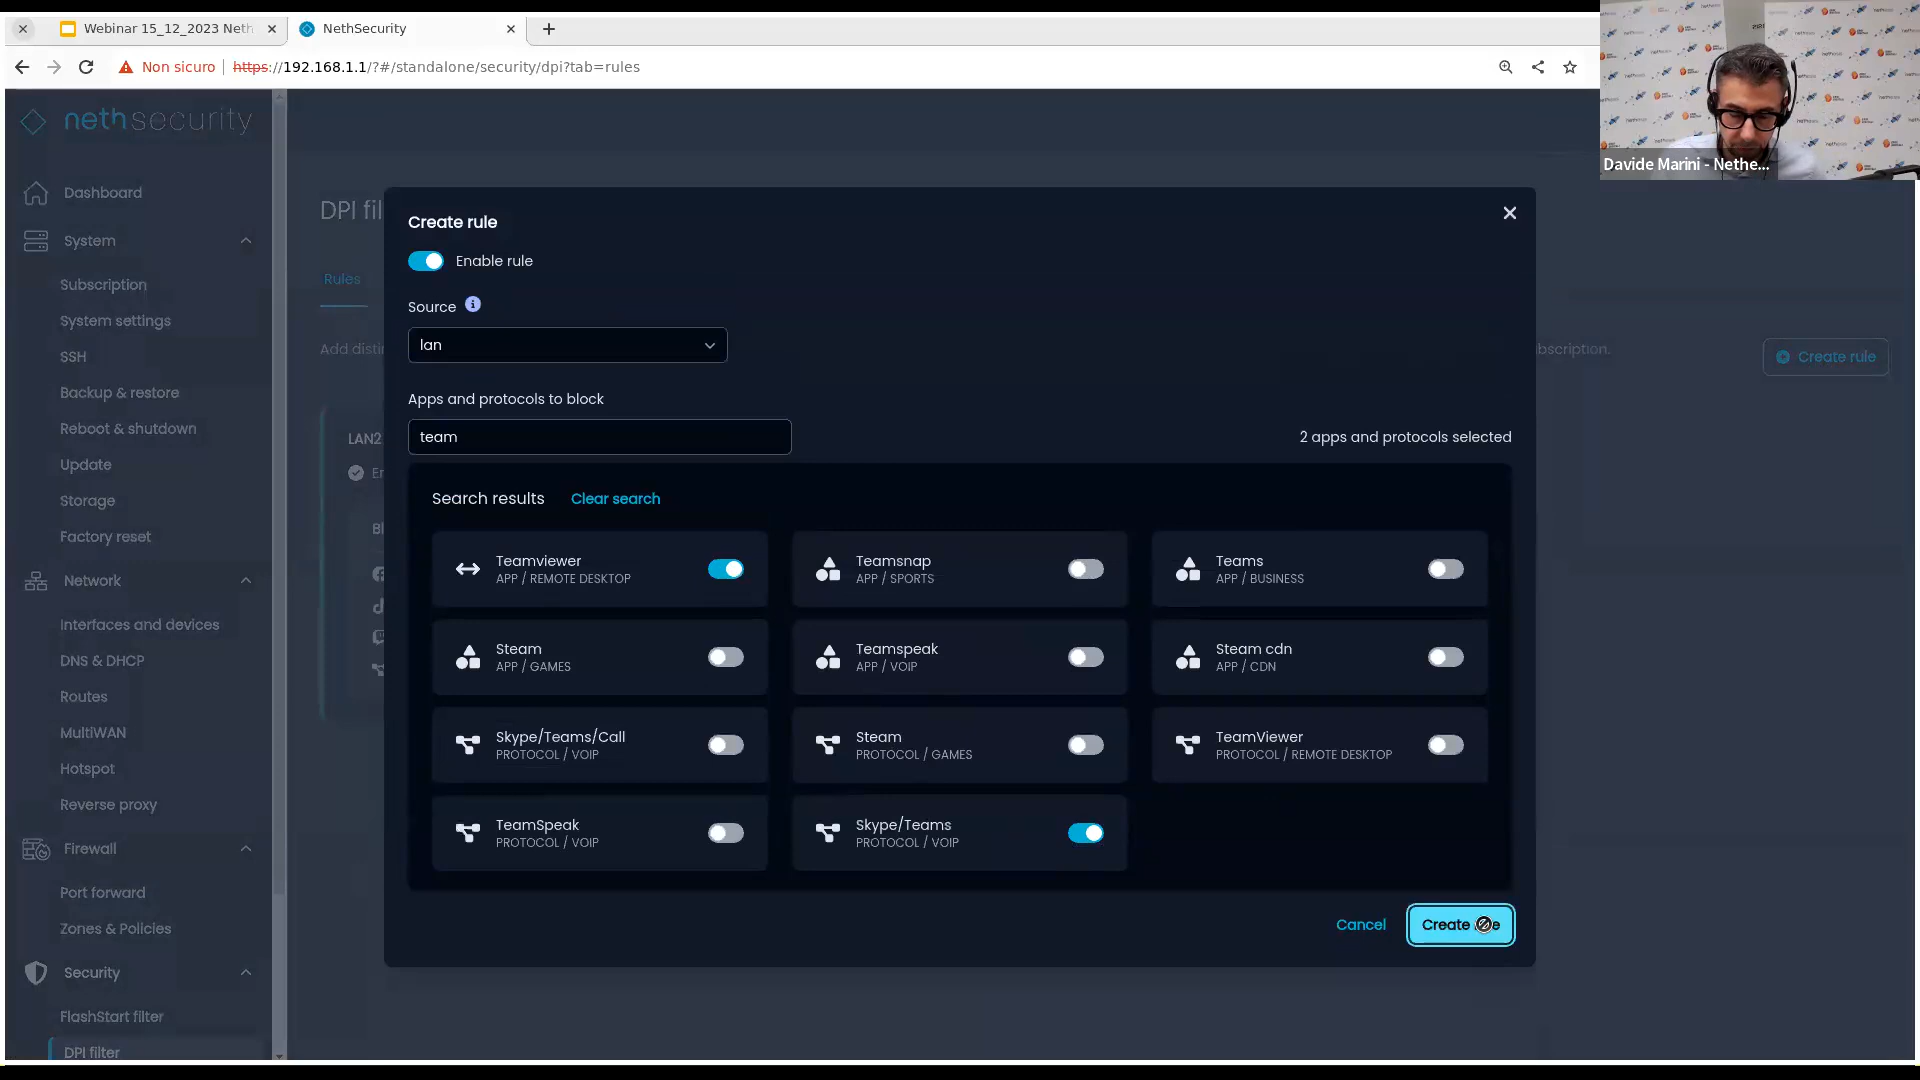 Webinar 15_12_2023 Neth
NethSecurity
Non sicuro
https://192.168.1.1/?#/standalone/security/dpi?tab=rules
Davide Marini - Nethe...
nethsecurity
Dashboard
System
Subscription
System settings
SSH
Backup & restore
Reboot & shutdown
Update
Storage
Factory reset
Network
Interfaces and devices
DNS & DHCP
Routes
MultiWAN
Hotspot
Reverse proxy
Firewall
Port forward
Zones & Policies
Security
FlashStart filter
DPI filter
DPI fil
Rules
Add distin
bscription.
Create rule
LAN2
En
Bl
Create rule
Enable rule
Source
lan
Apps and protocols to block
team
2 apps and protocols selected
Search results Clear search
Teamviewer
APP / REMOTE DESKTOP
Teamsnap
APP / SPORTS
Teams
APP / BUSINESS
Steam
APP / GAMES
Teamspeak
APP / VOIP
Steam cdn
APP / CDN
Skype/Teams/Call
PROTOCOL / VOIP
Steam
PROTOCOL / GAMES
TeamViewer
PROTOCOL / REMOTE DESKTOP
TeamSpeak
PROTOCOL / VOIP
Skype/Teams
PROTOCOL / VOIP
Cancel
Create